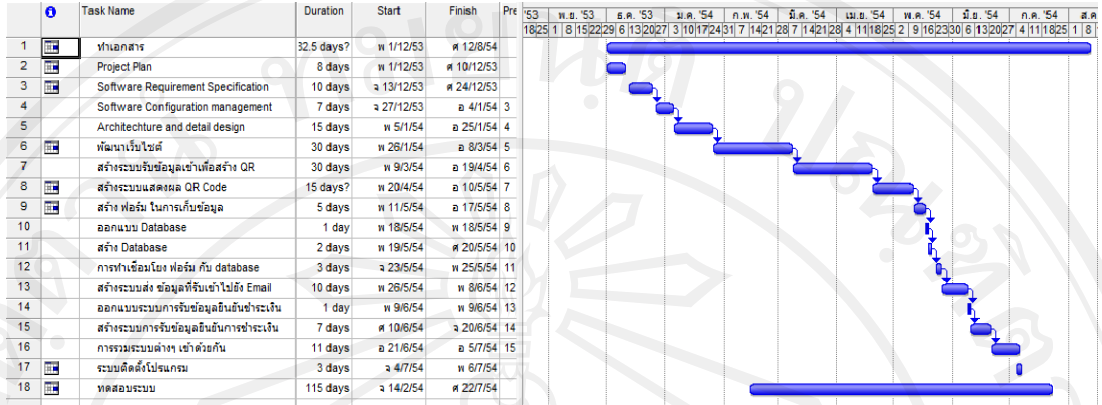 Task Name Duration Start Finish Pre
'53 พ.ย. '53 ธ.ค. '53 ม.ค. '54 ก.พ. '54 มี.ค. '54 เม.ย. '54 พ.ค. '54 มิ.ย. '54 ก.ค. '54 ส.ค
18 25 1 8 15 22 29 6 13 20 27 3 10 17 24 31 7 14 21 28 7 14 21 28 4 11 18 25 2 9 16 23 30 6 13 20 27 4 11 18 25 1 8
1 ทำเอกสาร 32.5 days? พ 1/12/53 ศ 12/8/54
2 Project Plan 8 days พ 1/12/53 ศ 10/12/53
3 Software Requirement Specification 10 days จ 13/12/53 ศ 24/12/53
4 Software Configuration management 7 days จ 27/12/53 อ 4/1/54 3
5 Architechture and detail design 15 days พ 5/1/54 อ 25/1/54 4
6 พัฒนาเว็บไซต์ 30 days พ 26/1/54 อ 8/3/54 5
7 สร้างระบบรับข้อมูลเข้าเพื่อสร้าง QR 30 days พ 9/3/54 อ 19/4/54 6
8 สร้างระบบแสดงผล QR Code 15 days? พ 20/4/54 อ 10/5/54 7
9 สร้าง ฟอร์ม ในการเก็บข้อมูล 5 days พ 11/5/54 อ 17/5/54 8
10 ออกแบบ Database 1 day พ 18/5/54 พ 18/5/54 9
11 สร้าง Database 2 days พ 19/5/54 ศ 20/5/54 10
12 การทำเชื่อมโยง ฟอร์ม กับ database 3 days จ 23/5/54 พ 25/5/54 11
13 สร้างระบบส่ง ข้อมูลที่รับเข้าไปยัง Email 10 days พ 26/5/54 พ 8/6/54 12
14 ออกแบบระบบการรับข้อมูลยืนยันชำระเงิน 1 day พ 9/6/54 พ 9/6/54 13
15 สร้างระบบการรับข้อมูลยืนยันการชำระเงิน 7 days ศ 10/6/54 จ 20/6/54 14
16 การรวมระบบต่างๆ เข้าด้วยกัน 11 days อ 21/6/54 อ 5/7/54 15
17 ระบบติดตั้งโปรแกรม 3 days จ 4/7/54 พ 6/7/54
18 ทดสอบระบบ 115 days จ 14/2/54 ศ 22/7/54